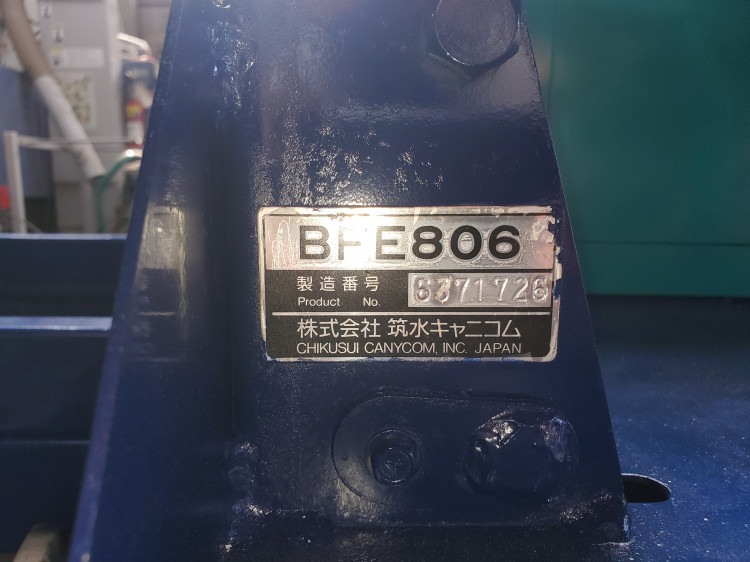 BFE806
製造番号
Product No. 6371726
株式会社 筑水キャニコム
CHIKUSUI CANYCOM, INC. JAPAN